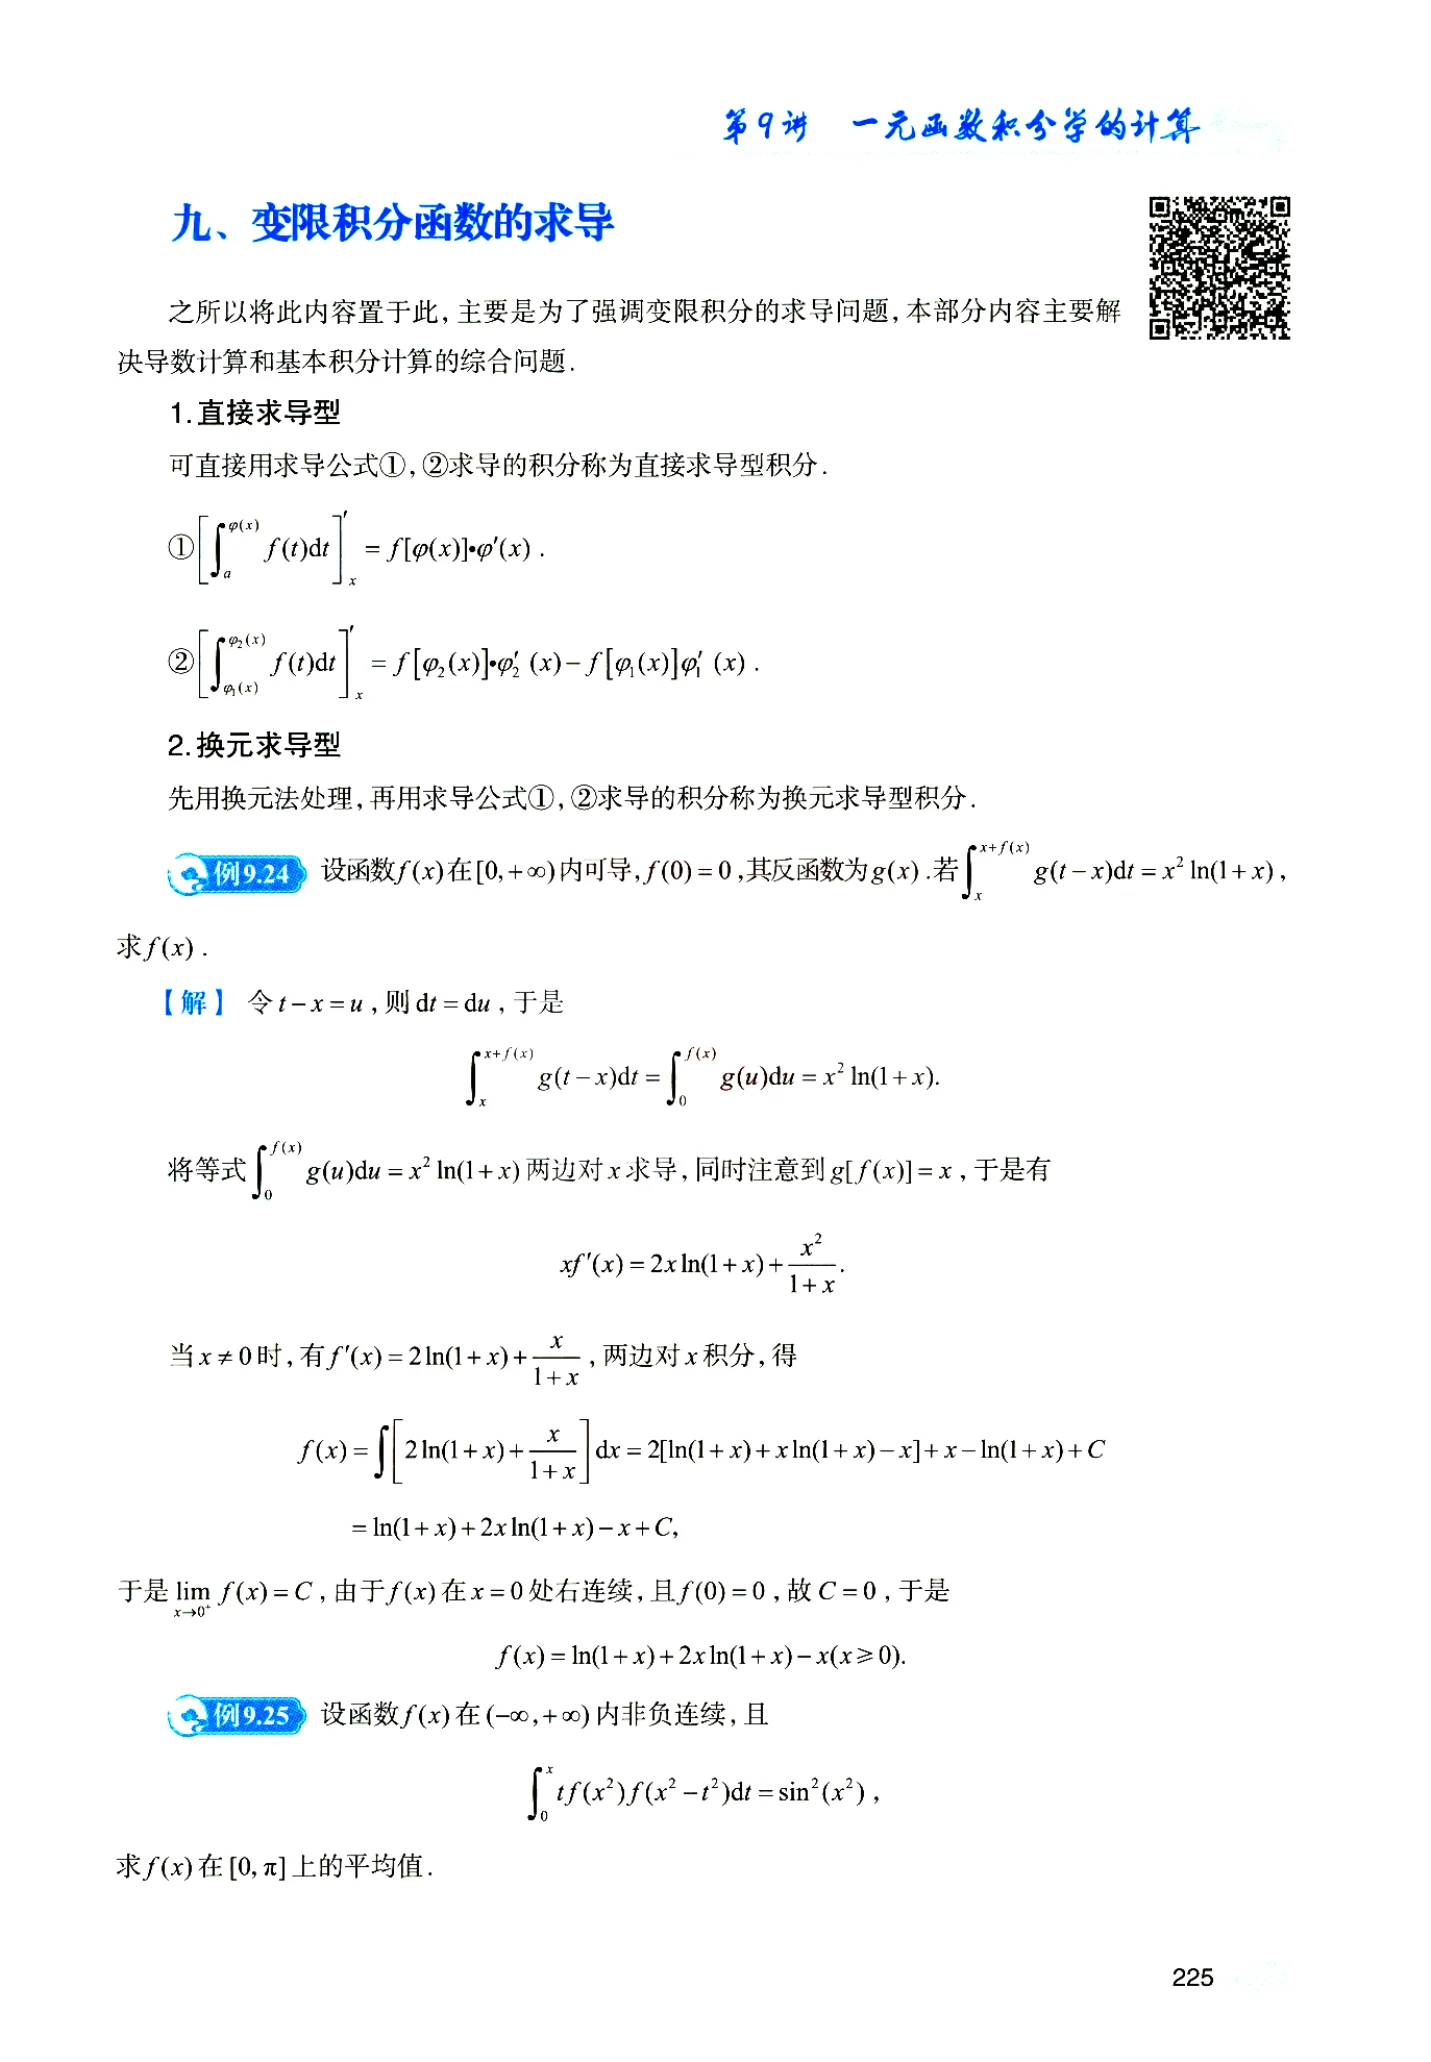 第9讲 一元函数积分学的计算
九、变限积分函数的求导
之所以将此内容置于此,主要是为了强调变限积分的求导问题,本部分内容主要解
决导数计算和基本积分计算的综合问题.
1.直接求导型
可直接用求导公式①,②求导的积分称为直接求导型积分.
①$\left[\int_{a}^{\varphi(x)} f(t)\mathrm{d}t\right]'_x = f[\varphi(x)]\cdot\varphi'(x)$.
②$\left[\int_{\varphi_1(x)}^{\varphi_2(x)} f(t)\mathrm{d}t\right]'_x = f[\varphi_2(x)]\cdot\varphi_2'(x) - f[\varphi_1(x)]\varphi_1'(x)$.
2.换元求导型
先用换元法处理,再用求导公式①,②求导的积分称为换元求导型积分.
例9.24 设函数$f(x)$在$[0,+\infty)$内可导,$f(0)=0$,其反函数为$g(x)$.若$\int_{x}^{x+f(x)} g(t-x)\mathrm{d}t = x^2\ln(1+x)$,
求$f(x)$.
【解】 令$t-x=u$,则$\mathrm{d}t=\mathrm{d}u$,于是
$\int_{x}^{x+f(x)} g(t-x)\mathrm{d}t = \int_{0}^{f(x)} g(u)\mathrm{d}u = x^2\ln(1+x).$
将等式$\int_{0}^{f(x)} g(u)\mathrm{d}u = x^2\ln(1+x)$两边对$x$求导,同时注意到$g[f(x)]=x$,于是有
$xf'(x) = 2x\ln(1+x) + \frac{x^2}{1+x}.$
当$x\neq 0$时,有$f'(x) = 2\ln(1+x) + \frac{x}{1+x}$,两边对$x$积分,得
$f(x) = \int\left[2\ln(1+x) + \frac{x}{1+x}\right]\mathrm{d}x = 2[\ln(1+x) + x\ln(1+x) - x] + x - \ln(1+x) + C$
$= \ln(1+x) + 2x\ln(1+x) - x + C,$
于是$\lim_{x\to 0^+} f(x) = C$,由于$f(x)$在$x=0$处右连续,且$f(0)=0$,故$C=0$,于是
$f(x) = \ln(1+x) + 2x\ln(1+x) - x(x\geqslant 0).$
例9.25 设函数$f(x)$在$(-\infty,+\infty)$内非负连续,且
$\int_{0}^{x} tf(x^2)f(x^2-t^2)\mathrm{d}t = \sin^2(x^2)$,
求$f(x)$在$[0,\pi]$上的平均值.
225